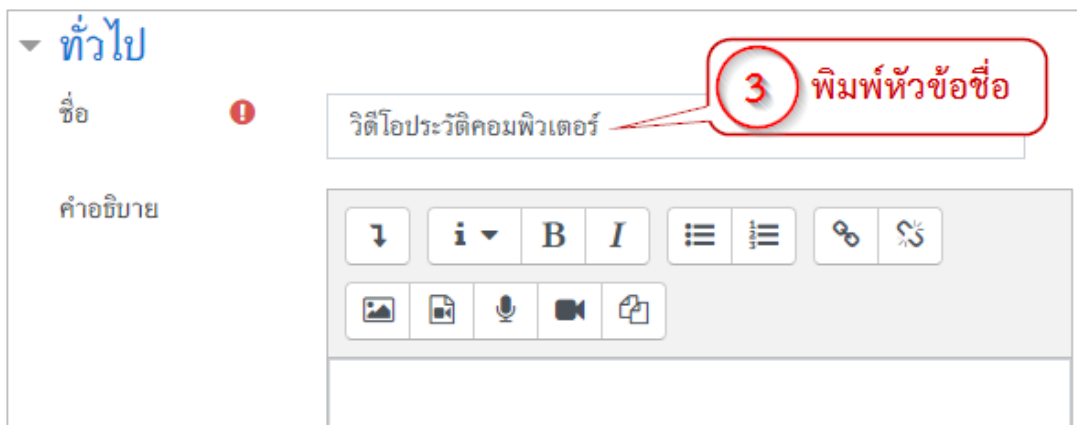 ทั่วไป
3 พิมพ์หัวข้อชื่อ
ชื่อ
วิดีโอประวัติคอมพิวเตอร์
คำอธิบาย
B I